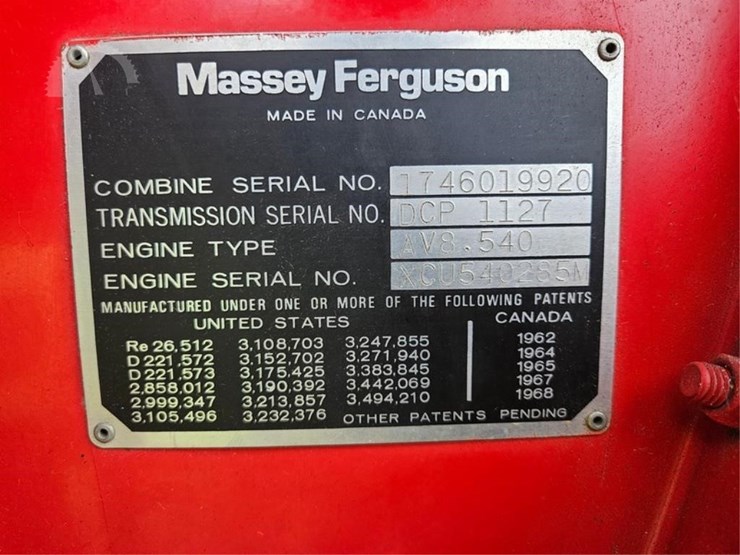 Massey Ferguson
MADE IN CANADA
COMBINE SERIAL NO. 1746019920
TRANSMISSION SERIAL NO. DCP 1127
ENGINE TYPE AV8.540
ENGINE SERIAL NO. XCU540285M
MANUFACTURED UNDER ONE OR MORE OF THE FOLLOWING PATENTS
UNITED STATES CANADA
Re 26,512 3,108,703 3,247,855 1962
D 221,572 3,152,702 3,271,940 1964
D 221,573 3,175,425 3,383,845 1965
2,858,012 3,190,392 3,442,069 1967
2,999,347 3,213,857 3,494,210 1968
3,105,496 3,232,376 OTHER PATENTS PENDING